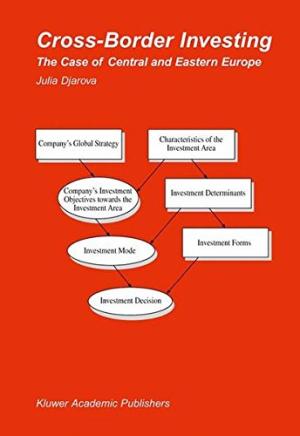 Cross-Border Investing
The Case of Central and Eastern Europe
Julia Djarova
Company's Global Strategy
Characteristics of the
Investment Area
Company's Investment
Objectives towards the
Investment Area
Investment Determinants
Investment Mode
Investment Forms
Investment Decision
Kluwer Academic Publishers